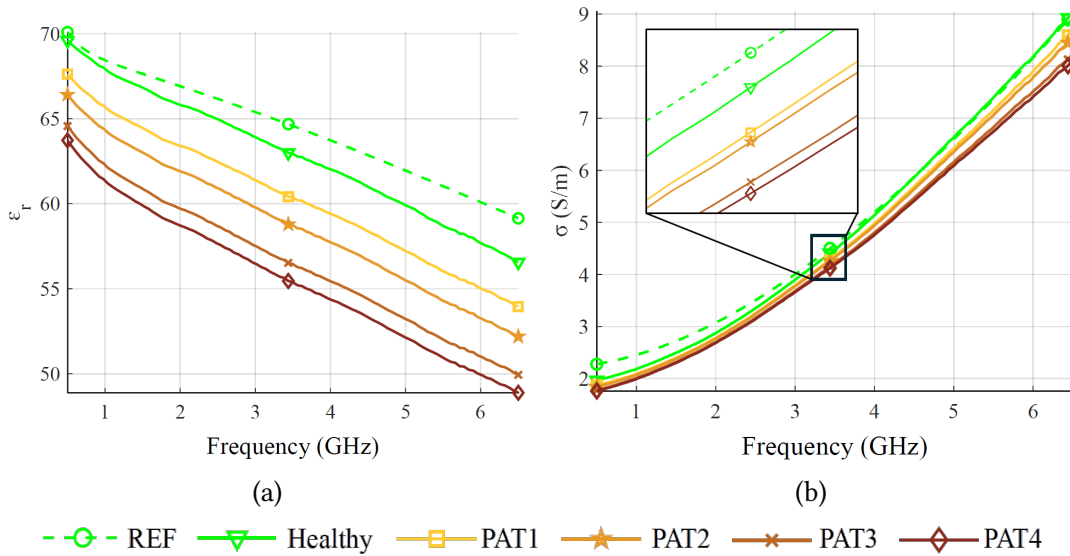 70
65
60
55
50
ε_r
1 2 3 4 5 6
Frequency (GHz)
(a)
9
8
7
6
5
4
3
2
σ (S/m)
1 2 3 4 5 6
Frequency (GHz)
(b)
REF Healthy PAT1 PAT2 PAT3 PAT4